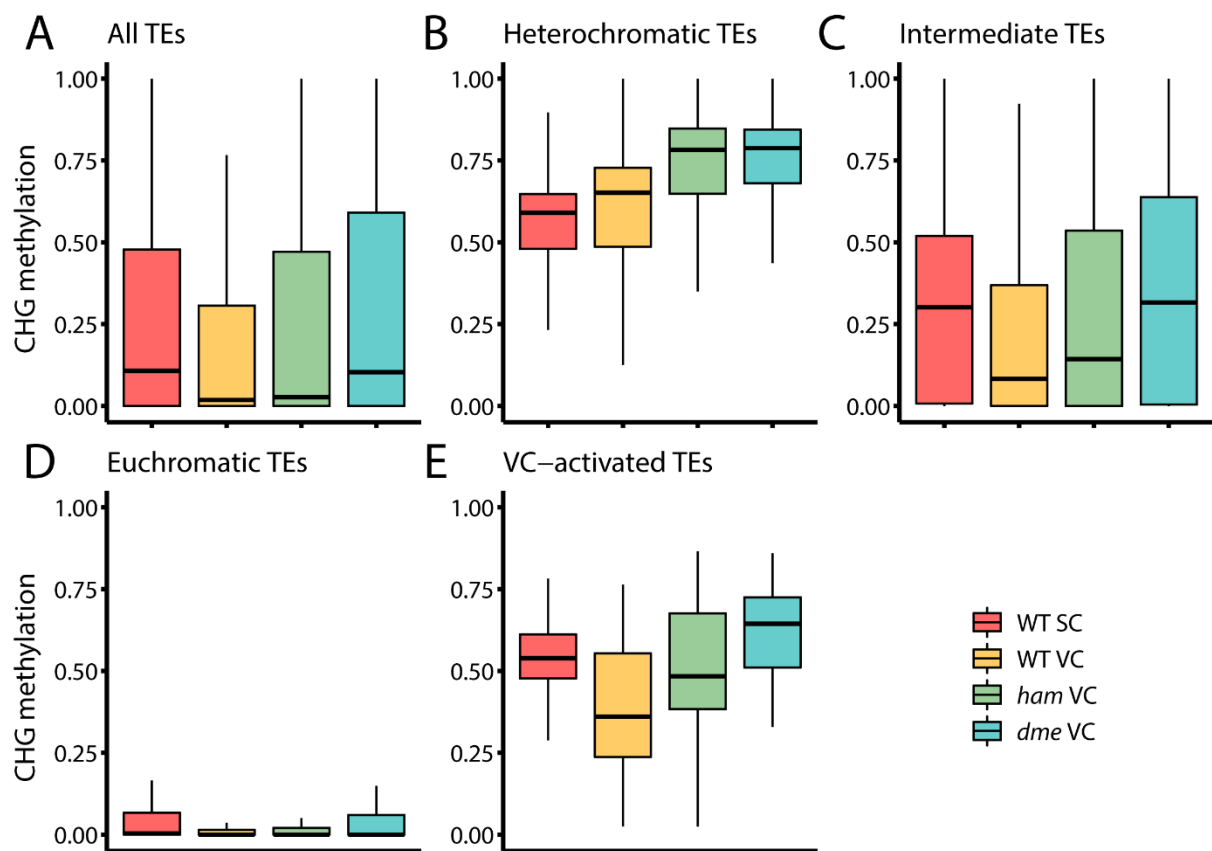 A All TEs
B Heterochromatic TEs
C Intermediate TEs
CHG methylation
1.00
0.75
0.50
0.25
0.00
1.00
0.75
0.50
0.25
0.00
1.00
0.75
0.50
0.25
0.00
D Euchromatic TEs
E VC−activated TEs
CHG methylation
1.00
0.75
0.50
0.25
0.00
1.00
0.75
0.50
0.25
0.00
WT SC
WT VC
ham VC
dme VC